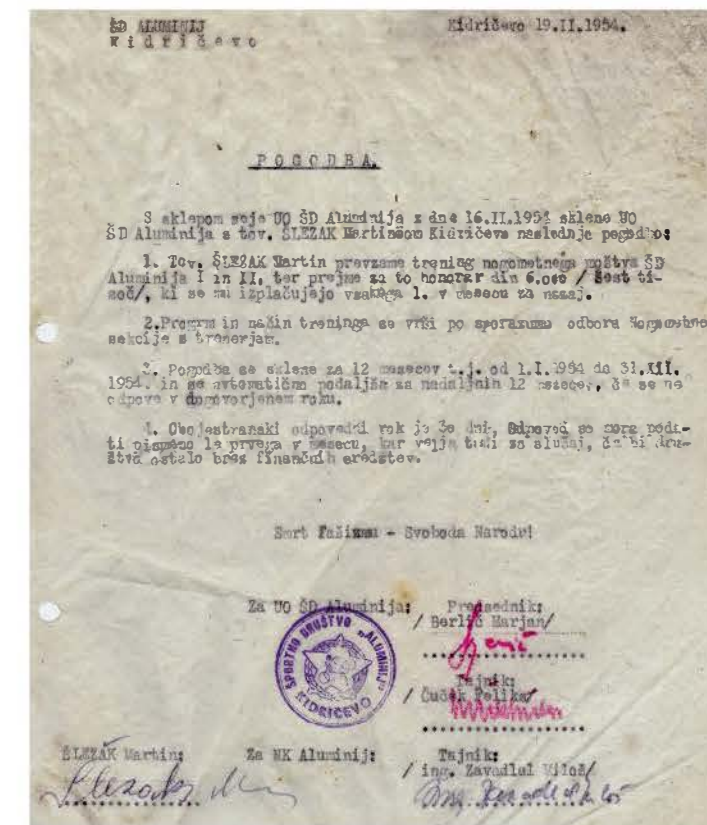 ŠD ALUMINIJ
Kidričevo
Kidričevo 19.II.1954.
POGODBA.
S sklepom seje UO ŠD Aluminija z dne 16.II.1954 sklene UO
ŠD Aluminija s tov. ŠLEZAK Martinom Kidričevo naslednjo pogodbo:
1. Tov. ŠLEZAK Martin prevzame trening nogometnega moštva ŠD
Aluminija I in II, ter prejme za to honorar din 6.000 / šest ti-
soč/, ki se mu izplačujejo vsakega 1. v mesecu za nazaj.
2.Program in način treninga se vrši po sporazumu odbora Nogometne
sekcije s trenerjem.
3. Pogodba se sklene za 12 mesecev t.j. od 1.I.1954 do 31.XII.
1954. in se avtomatično podaljša za nadaljnih 12 mesecev, če se ne
odpove v dogovorjenem roku.
4. Obojestranski odpovedni rok je 30 dni, Odpoved se mora poda-
ti pismeno le prvega v mesecu, kar velja tudi za slučaj, če bi dru-
štvo ostalo brez finančnih sredstev.
Smrt Fašizmu - Svoboda Narodu!
Za UO ŠD Aluminija:
Predsednik:
/ Berlič Marjan/
ŠPORTNO DRUŠTVO „ALUMINIJ"
KIDRIČEVO
Tajnik:
/ Čuček Feliks/
ŠLEZAK Martin:
Za NK Aluminij:
Tajnik:
/ ing. Zavadlal Miloš/
Slezak